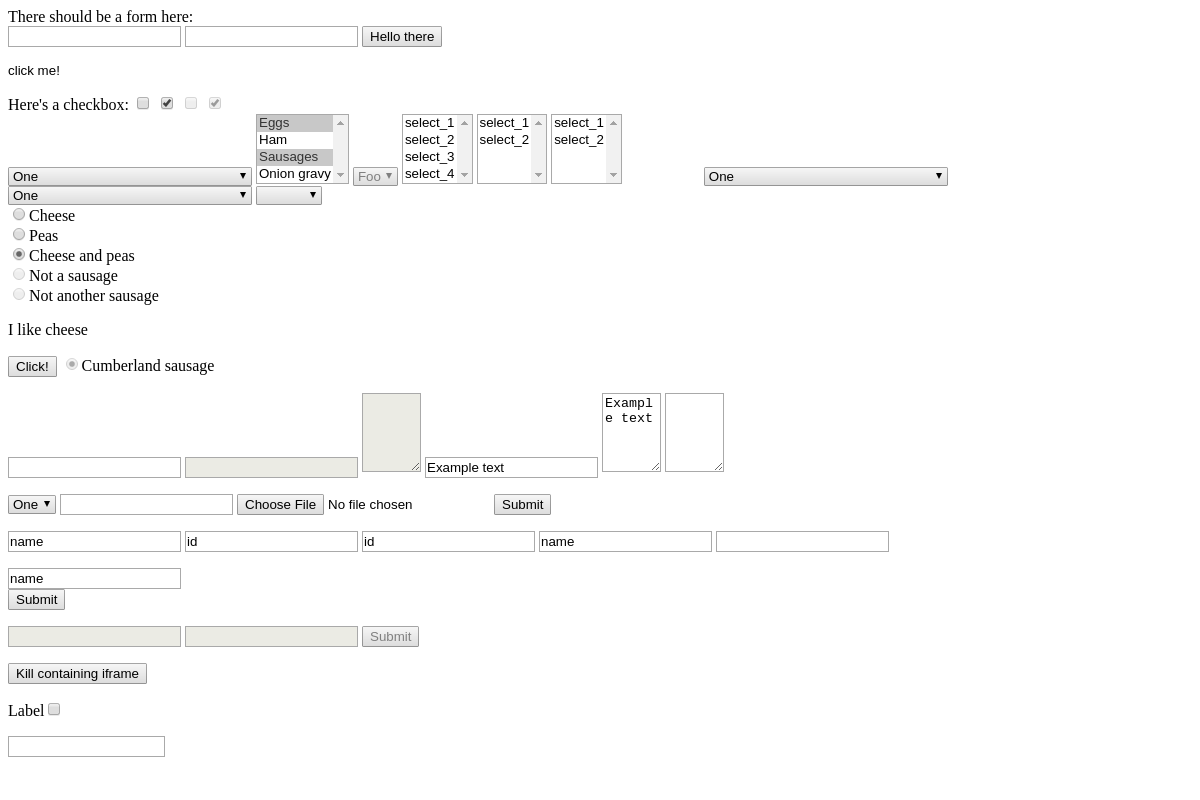 There should be a form here:
Hello there
click me!
Here's a checkbox:
One Eggs Ham Sausages Onion gravy Foo select_1 select_2 select_3 select_4 select_1 select_2 select_1 select_2 One
One
Cheese
Peas
Cheese and peas
Not a sausage
Not another sausage
I like cheese
Click! Cumberland sausage
Example text Exampl
e text
One Choose File No file chosen Submit
name id id name
name
Submit
Submit
Kill containing iframe
Label